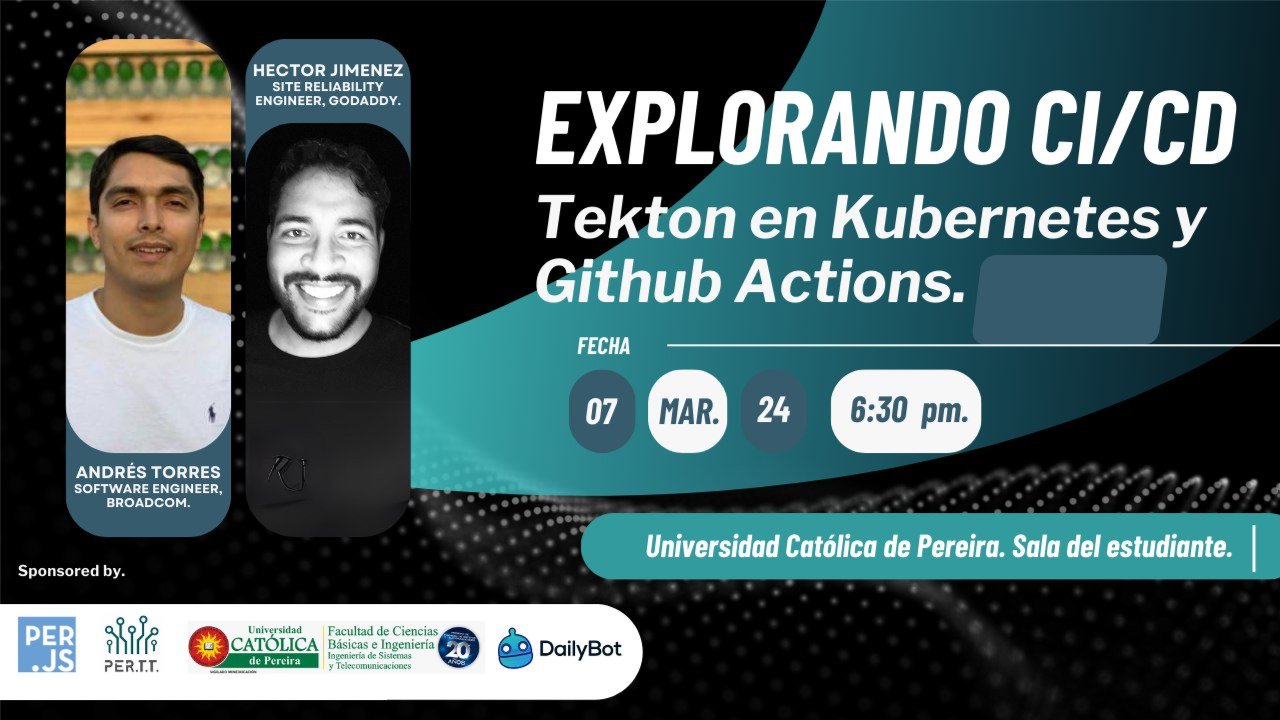 HECTOR JIMENEZ
SITE RELIABILITY
ENGINEER, GODADDY.
ANDRÉS TORRES
SOFTWARE ENGINEER,
BROADCOM.
EXPLORANDO CI/CD
Tekton en Kubernetes y
Github Actions.
FECHA
07 MAR. 24 6:30 pm.
Universidad Católica de Pereira. Sala del estudiante.
Sponsored by.
PER
.JS
PER.T.T.
Universidad
CATÓLICA
de Pereira
VIGILADO MINEDUCACIÓN
Facultad de Ciencias
Básicas e Ingeniería
Ingeniería de Sistemas
y Telecomunicaciones
20
AÑOS
DailyBot